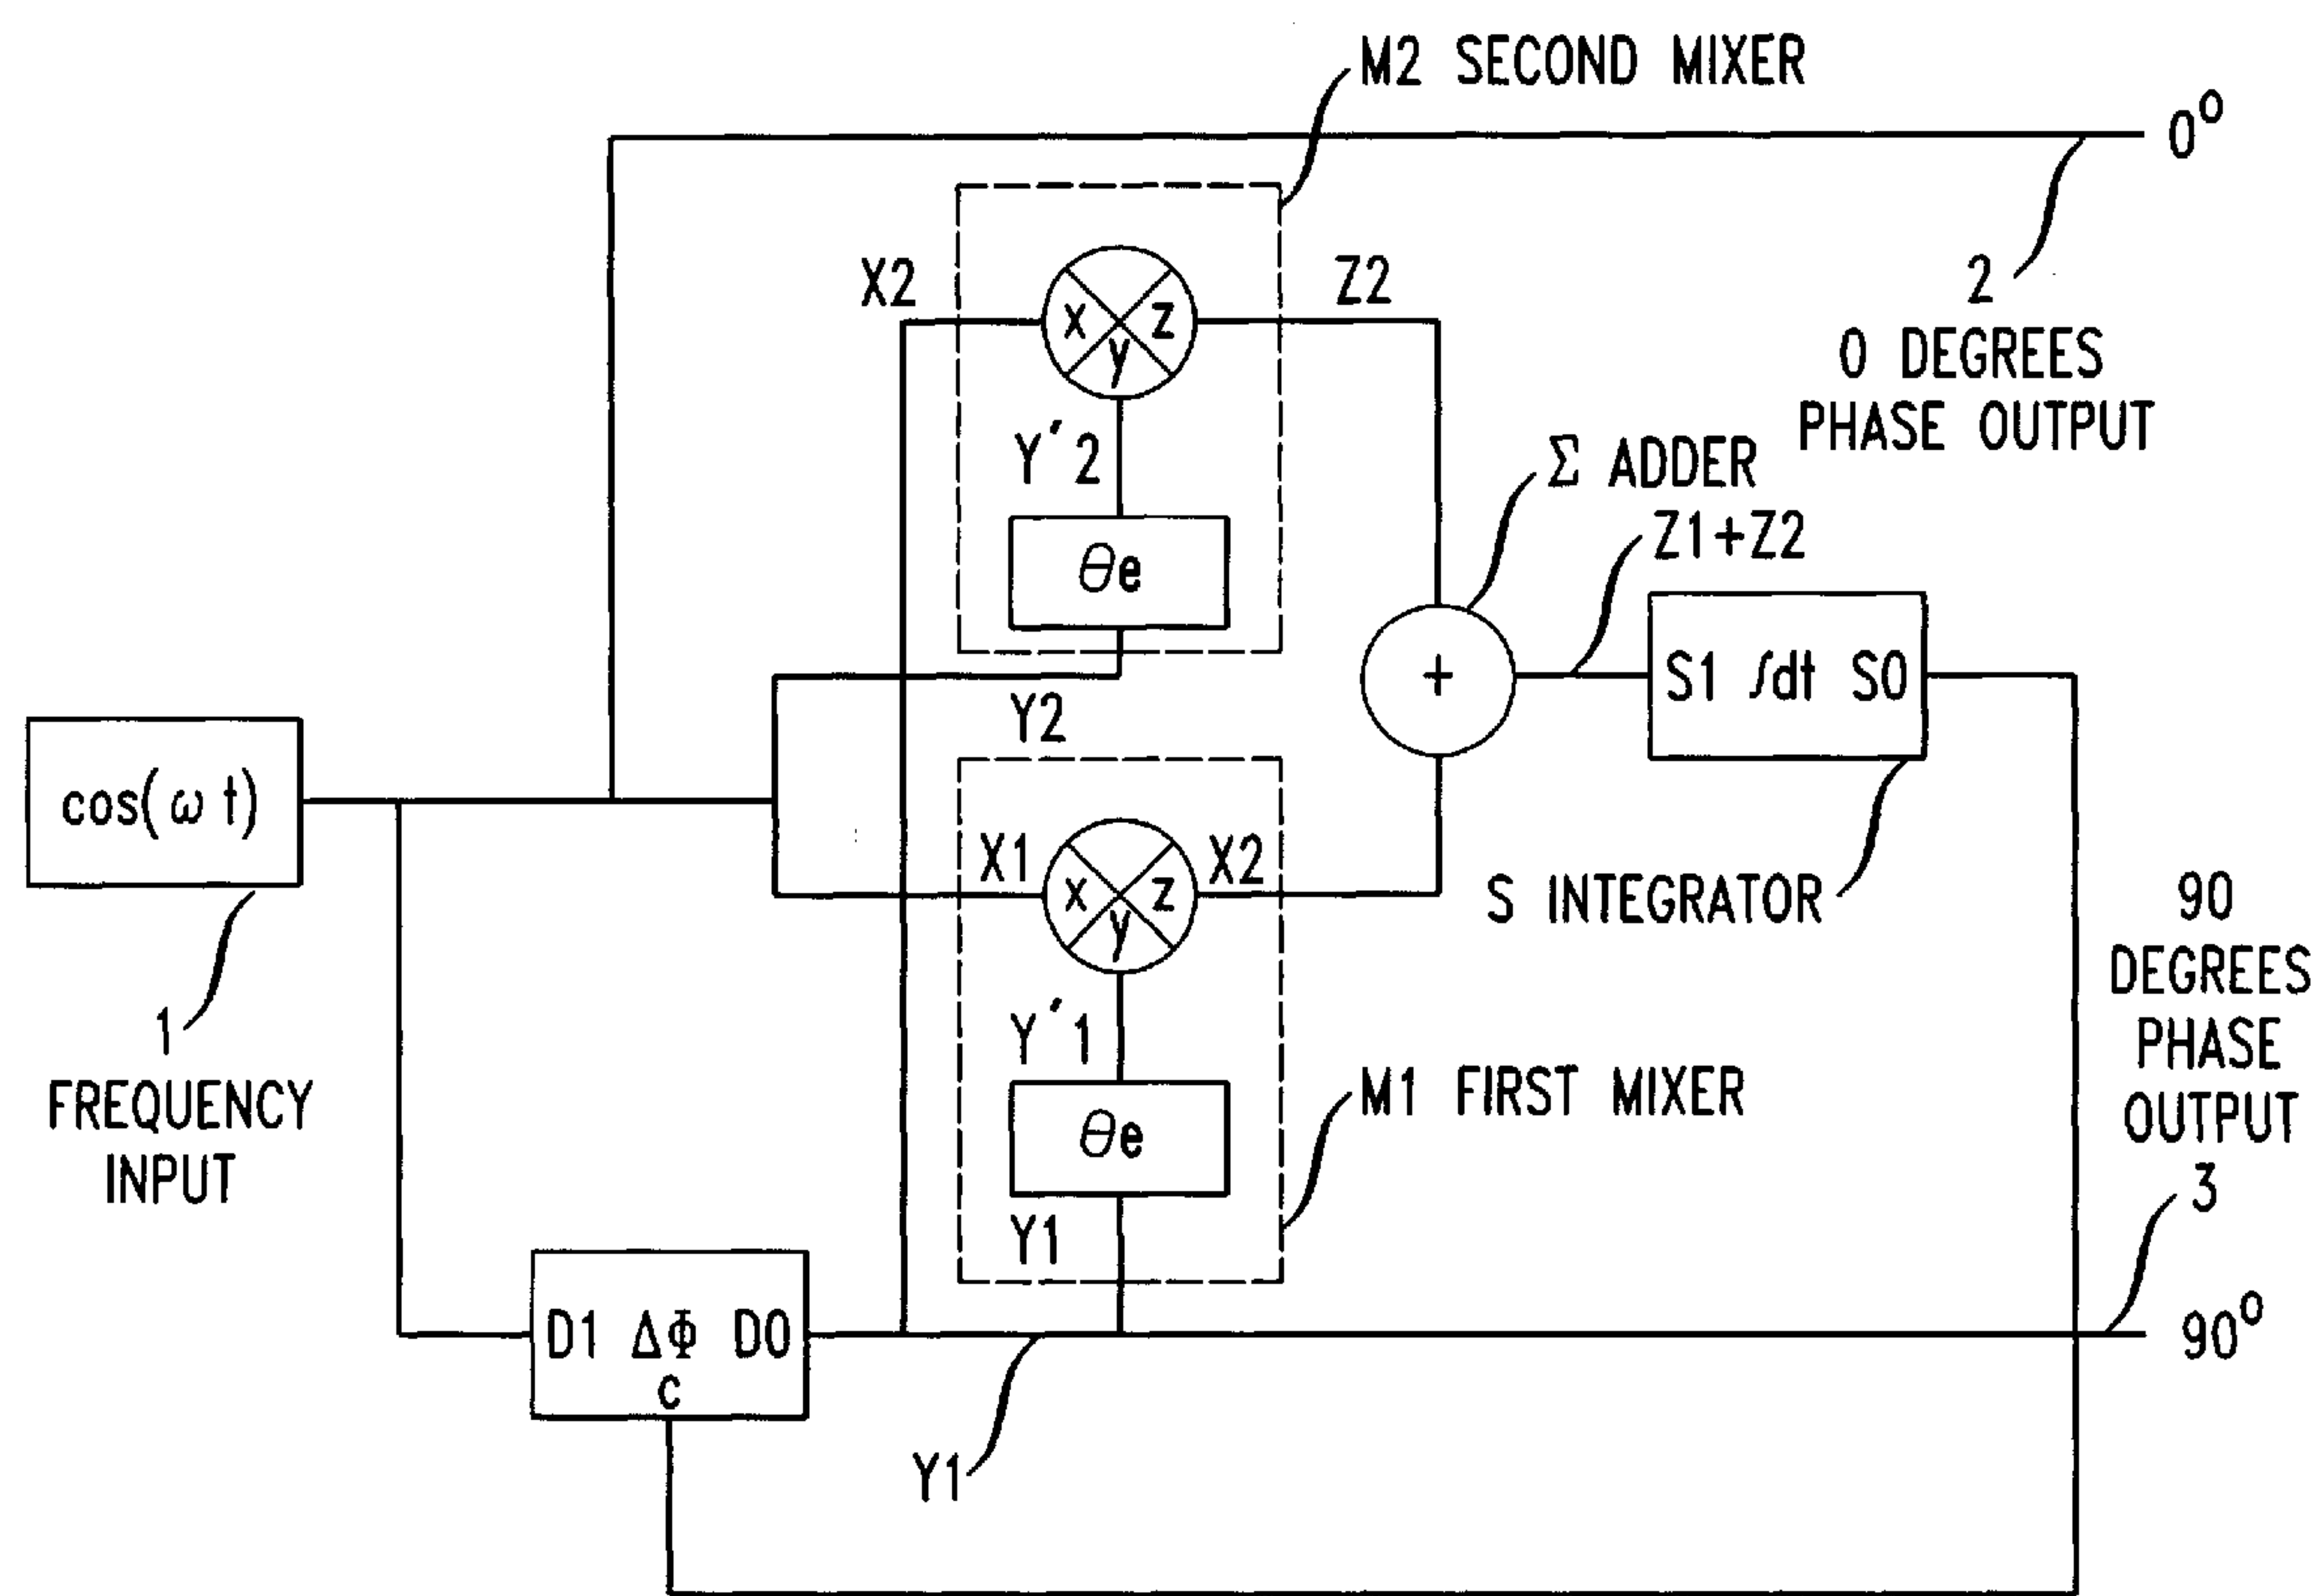 M2 SECOND MIXER
0°
X2
x
y
z
Z2
2
0 DEGREES
PHASE OUTPUT
Y´2
Σ ADDER
Z1+Z2
θe
+
S1 ∫dt S0
Y2
cos(ω t)
X1
x
y
z
X2
S INTEGRATOR
1
FREQUENCY
INPUT
Y´1
90
DEGREES
PHASE
OUTPUT
3
M1 FIRST MIXER
θe
Y1
D1 ΔΦ D0
c
90°
Y1